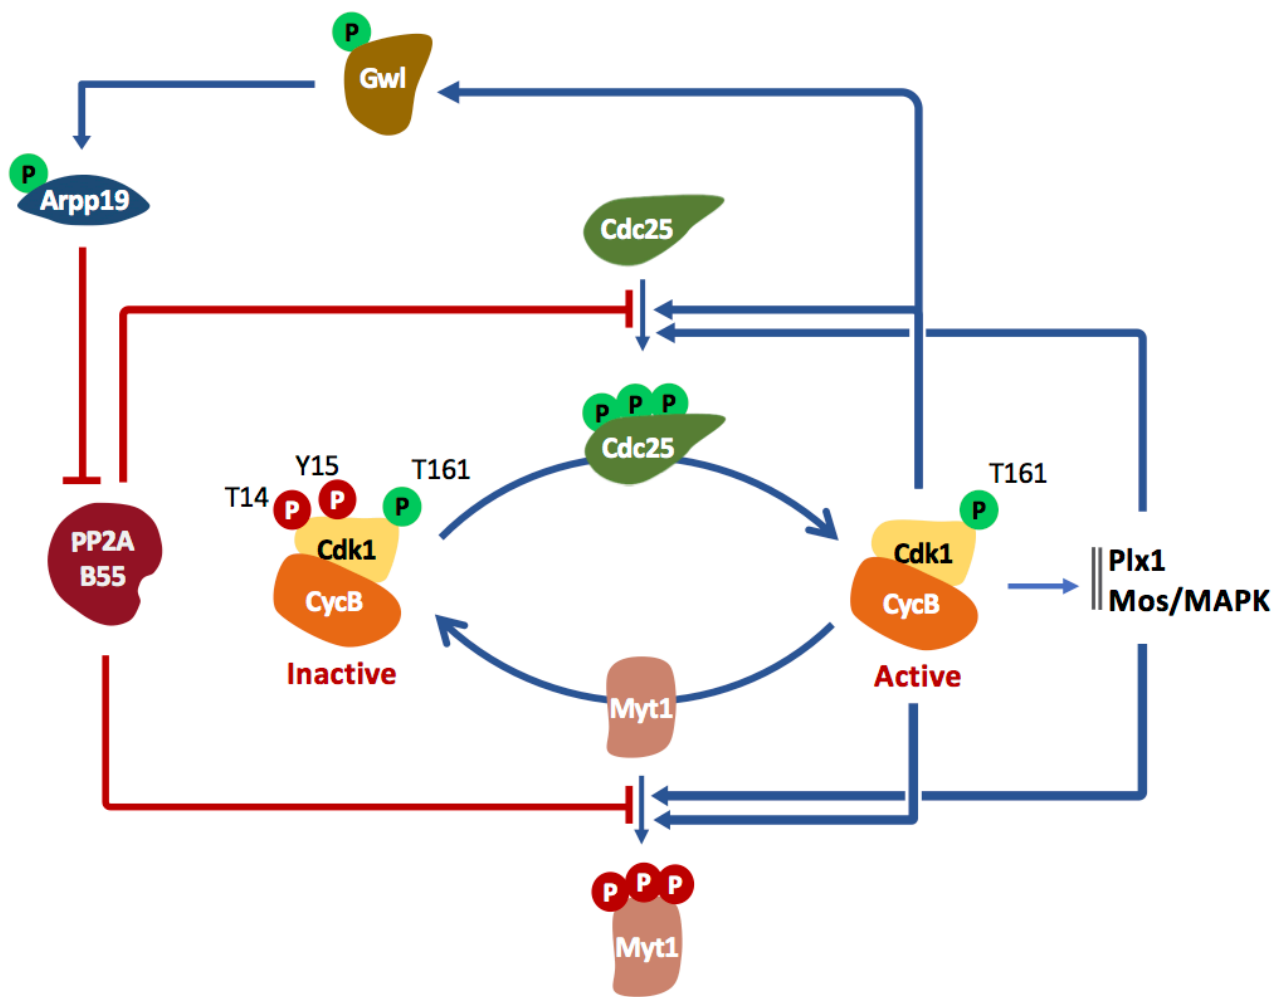 P
Gwl
P
Arpp19
Cdc25
P P P
Cdc25
Y15
T14
T161
P P P
Cdk1
CycB
Inactive
T161
P
Cdk1
CycB
Active
PP2A
B55
Plx1
Mos/MAPK
Myt1
P P P
Myt1